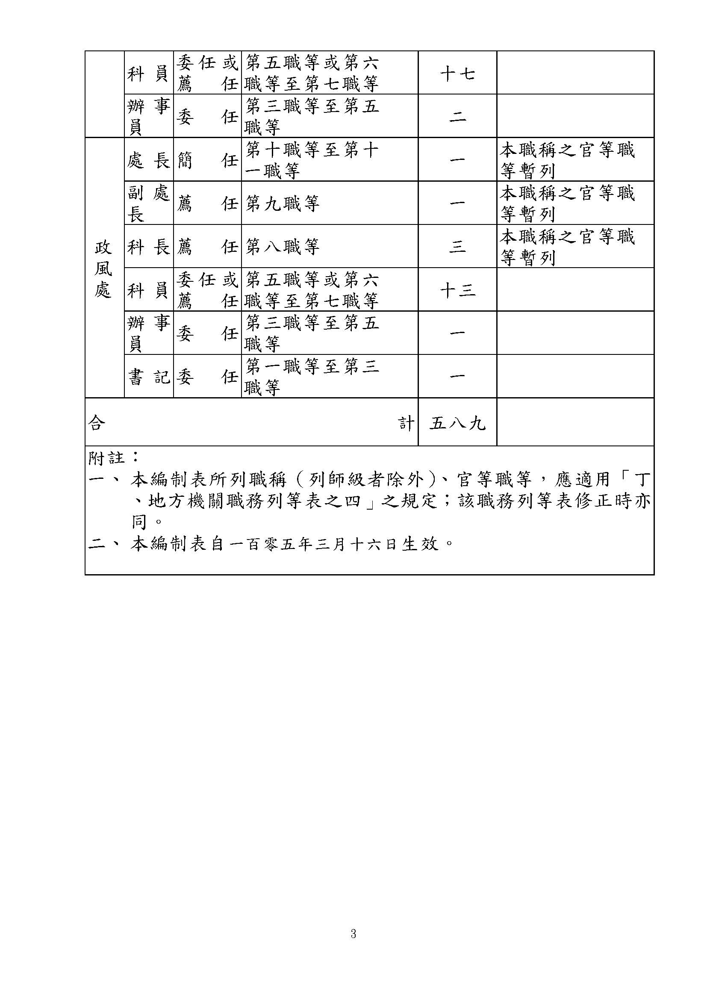 科員 委任或薦任 第五職等或第六職等至第七職等 十七
辦事員 委任 第三職等至第五職等 二
政風處
處長 簡任 第十職等至第十一職等 一 本職稱之官等職等暫列
副處長 薦任 第九職等 一 本職稱之官等職等暫列
科長 薦任 第八職等 三 本職稱之官等職等暫列
科員 委任或薦任 第五職等或第六職等至第七職等 十三
辦事員 委任 第三職等至第五職等 一
書記 委任 第一職等至第三職等 一
合計 五八九
附註：
一、本編制表所列職稱（列師級者除外）、官等職等，應適用「丁
、地方機關職務列等表之四」之規定；該職務列等表修正時亦
同。
二、本編制表自一百零五年三月十六日生效。
3